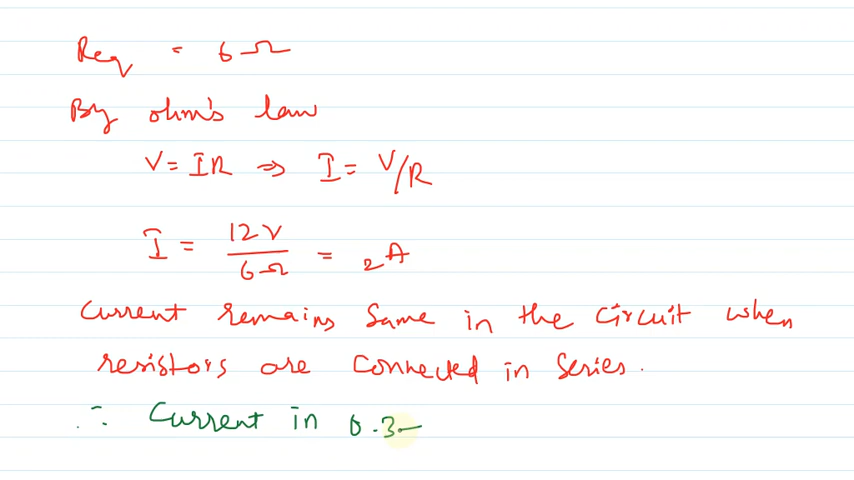 Req = 6Ω
By ohm's law
V = IR ⇒ I = V/R
I = 12V/6Ω = 2A
Current remains same in the circuit when
resistors are connected in series.
∴ Current in 0.3